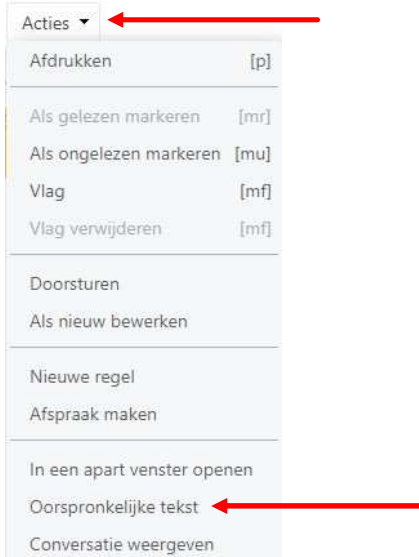 Acties
Afdrukken [p]
Als gelezen markeren [mr]
Als ongelezen markeren [mu]
Vlag [mf]
Vlag verwijderen [mf]
Doorsturen
Als nieuw bewerken
Nieuwe regel
Afspraak maken
In een apart venster openen
Oorspronkelijke tekst
Conversatie weergeven